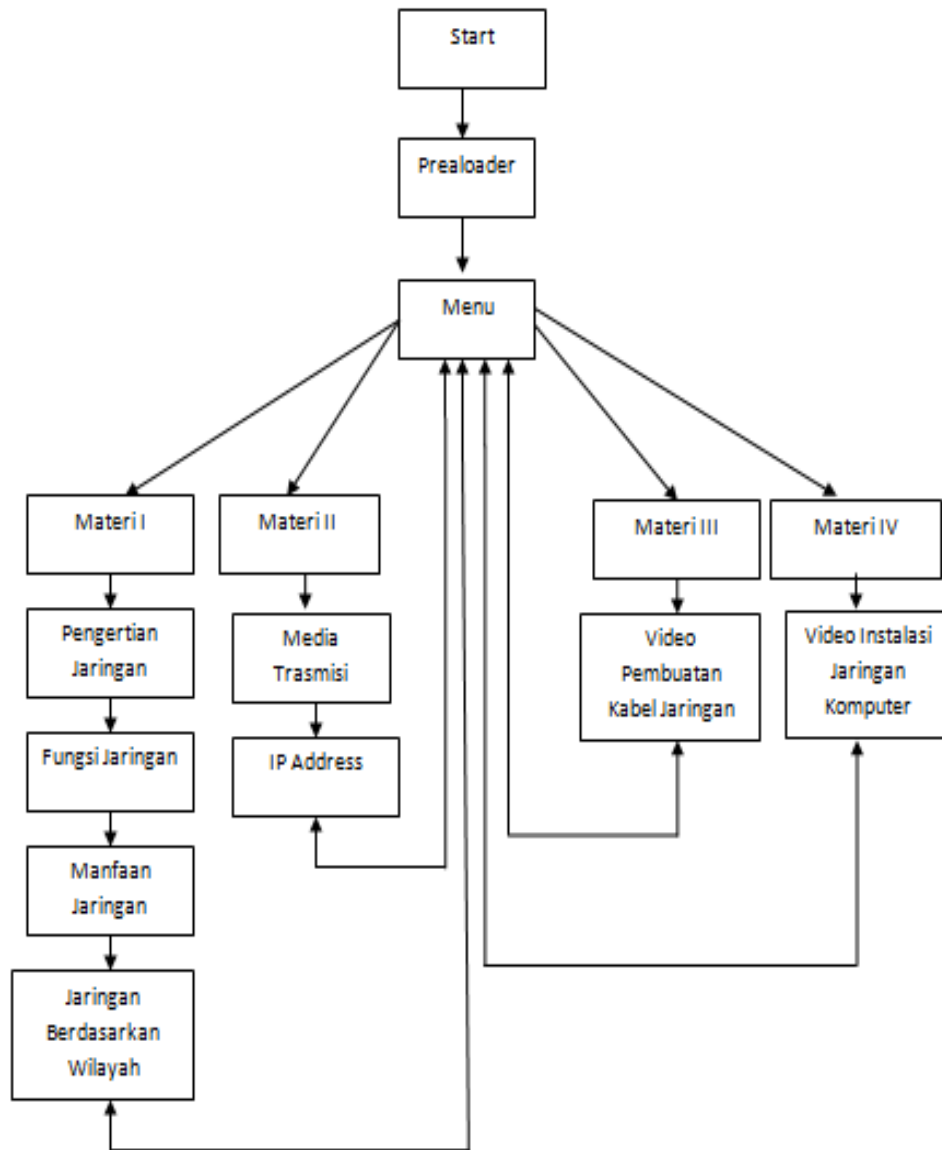 Start
Prealoader
Menu
Materi I
Materi II
Materi III
Materi IV
Pengertian
Jaringan
Media
Trasmisi
Video
Pembuatan
Kabel Jaringan
Video Instalasi
Jaringan
Komputer
Fungsi Jaringan
IP Address
Manfaan
Jaringan
Jaringan
Berdasarkan
Wilayah